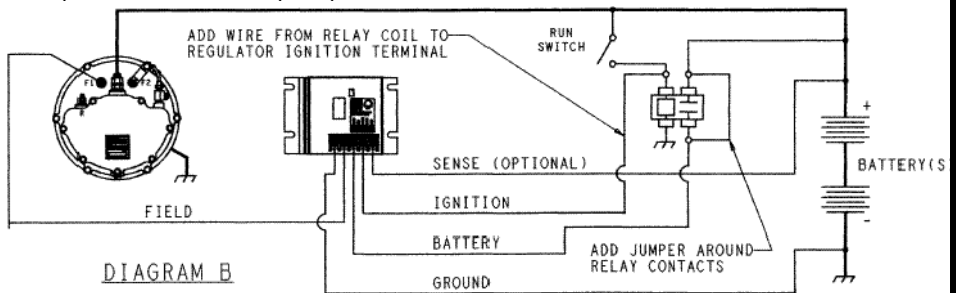 ADD WIRE FROM RELAY COIL TO
REGULATOR IGNITION TERMINAL
RUN
SWITCH
F1
F2
+
BATTERY(S
SENSE (OPTIONAL)
IGNITION
FIELD
BATTERY
-
ADD JUMPER AROUND
RELAY CONTACTS
DIAGRAM B
GROUND